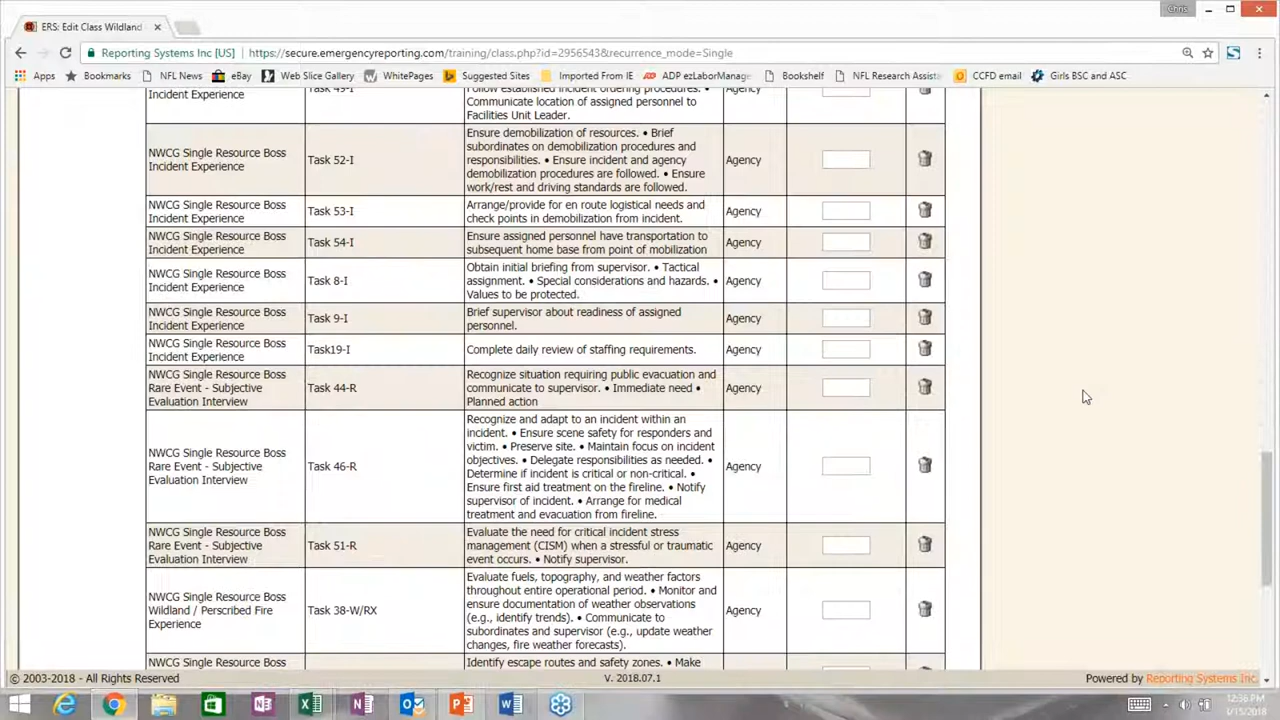 Chris
ERS: Edit Class Wildland
Reporting Systems Inc [US] https://secure.emergencyreporting.com/training/class.php?id=2956543&recurrence_mode=Single
Apps Bookmarks NFL News eBay Web Slice Gallery WhitePages Suggested Sites Imported From IE ADP ezLaborManage Bookshelf NFL Research Assista CCFD email Girls BSC and ASC
Incident Experience
Task 49-I
Follow established incident ordering procedures. •
Communicate location of assigned personnel to
Facilities Unit Leader.
Agency
NWCG Single Resource Boss
Incident Experience
Task 52-I
Ensure demobilization of resources. • Brief
subordinates on demobilization procedures and
responsibilities. • Ensure incident and agency
demobilization procedures are followed. • Ensure
work/rest and driving standards are followed.
Agency
NWCG Single Resource Boss
Incident Experience
Task 53-I
Arrange/provide for en route logistical needs and
check points in demobilization from incident.
Agency
NWCG Single Resource Boss
Incident Experience
Task 54-I
Ensure assigned personnel have transportation to
subsequent home base from point of mobilization
Agency
NWCG Single Resource Boss
Incident Experience
Task 8-I
Obtain initial briefing from supervisor. • Tactical
assignment. • Special considerations and hazards. •
Values to be protected.
Agency
NWCG Single Resource Boss
Incident Experience
Task 9-I
Brief supervisor about readiness of assigned
personnel.
Agency
NWCG Single Resource Boss
Incident Experience
Task19-I
Complete daily review of staffing requirements.
Agency
NWCG Single Resource Boss
Rare Event - Subjective
Evaluation Interview
Task 44-R
Recognize situation requiring public evacuation and
communicate to supervisor. • Immediate need •
Planned action
Agency
NWCG Single Resource Boss
Rare Event - Subjective
Evaluation Interview
Task 46-R
Recognize and adapt to an incident within an
incident. • Ensure scene safety for responders and
victim. • Preserve site. • Maintain focus on incident
objectives. • Delegate responsibilities as needed. •
Determine if incident is critical or non-critical. •
Ensure first aid treatment on the fireline. • Notify
supervisor of incident. • Arrange for medical
treatment and evacuation from fireline.
Agency
NWCG Single Resource Boss
Rare Event - Subjective
Evaluation Interview
Task 51-R
Evaluate the need for critical incident stress
management (CISM) when a stressful or traumatic
event occurs. • Notify supervisor.
Agency
NWCG Single Resource Boss
Wildland / Perscribed Fire
Experience
Task 38-W/RX
Evaluate fuels, topography, and weather factors
throughout entire operational period. • Monitor and
ensure documentation of weather observations
(e.g., identify trends). • Communicate to
subordinates and supervisor (e.g., update weather
changes, fire weather forecasts).
Agency
NWCG Single Resource Boss
Identify escape routes and safety zones. • Make
© 2003-2018 - All Rights Reserved
V. 2018.07.1
Powered by Reporting Systems Inc.
12:36 PM
1/15/2018